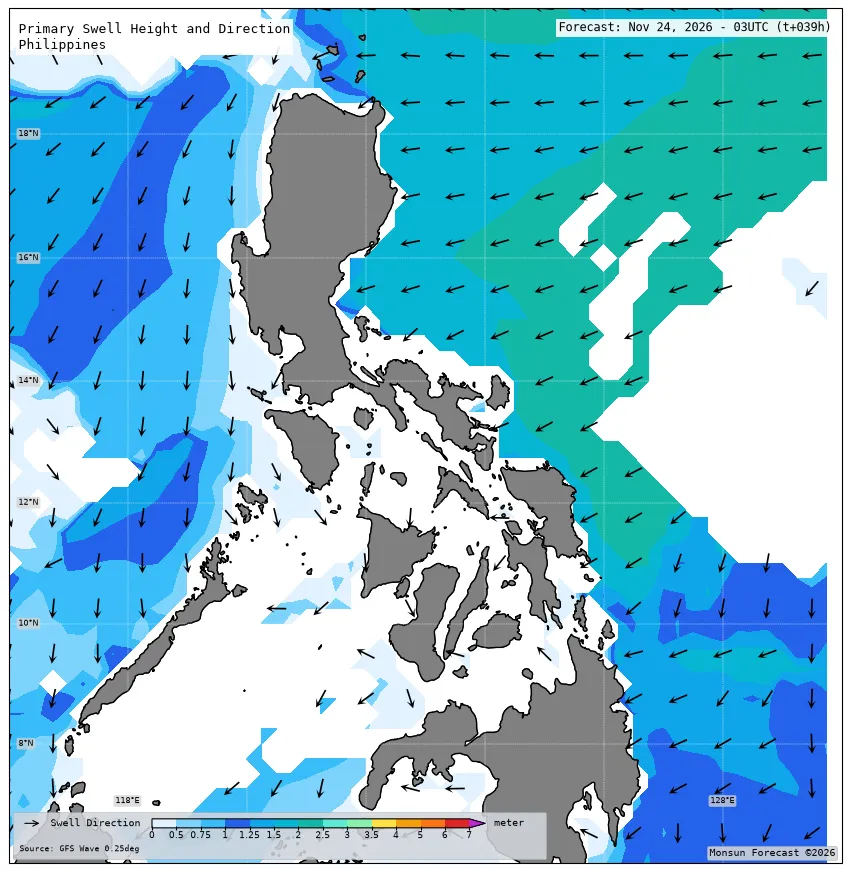 Primary Swell Height and Direction
Philippines
Forecast: Nov 24, 2026 - 03UTC (t+039h)
18°N
16°N
14°N
12°N
10°N
8°N
118°E
128°E
Swell Direction
meter
0 0.5 0.75 1 1.25 1.5 2 2.5 3 3.5 4 5 6 7
Source: GFS Wave 0.25deg
Monsun Forecast ©2026